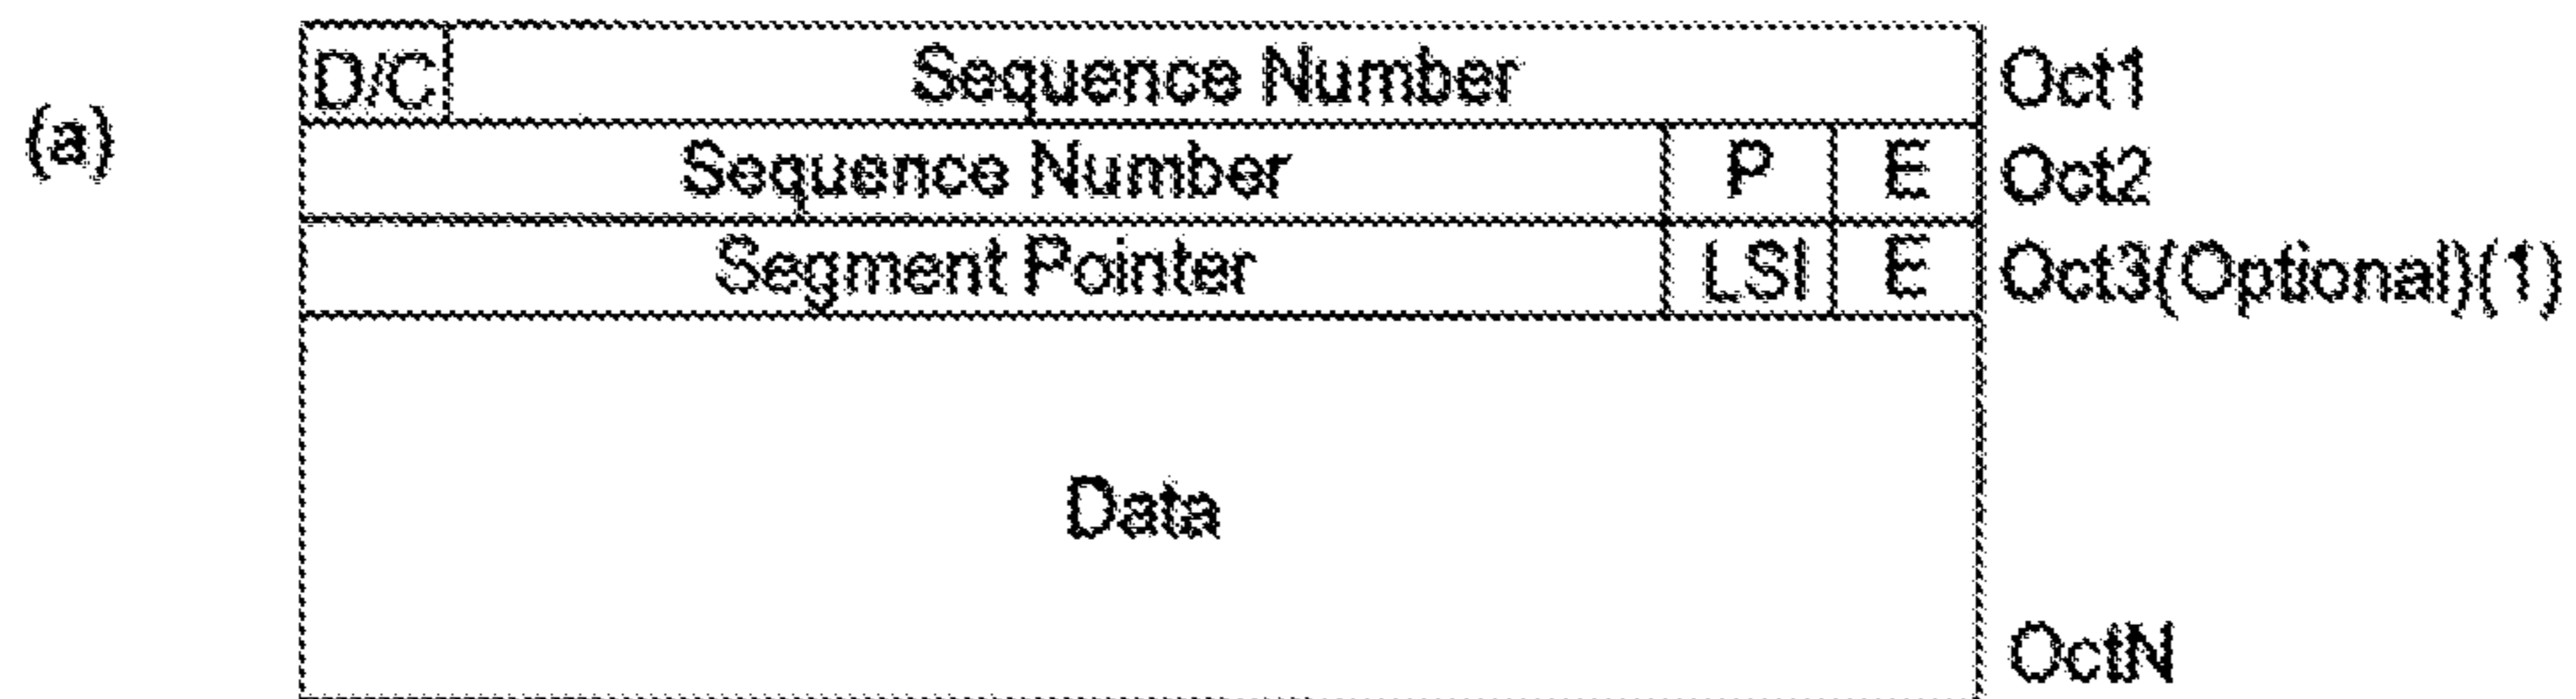 D/C Sequence Number Oct1
(a)
Sequence Number P E Oct2
Segment Pointer LSI E Oct3(Optional)(1)
Data
OctN